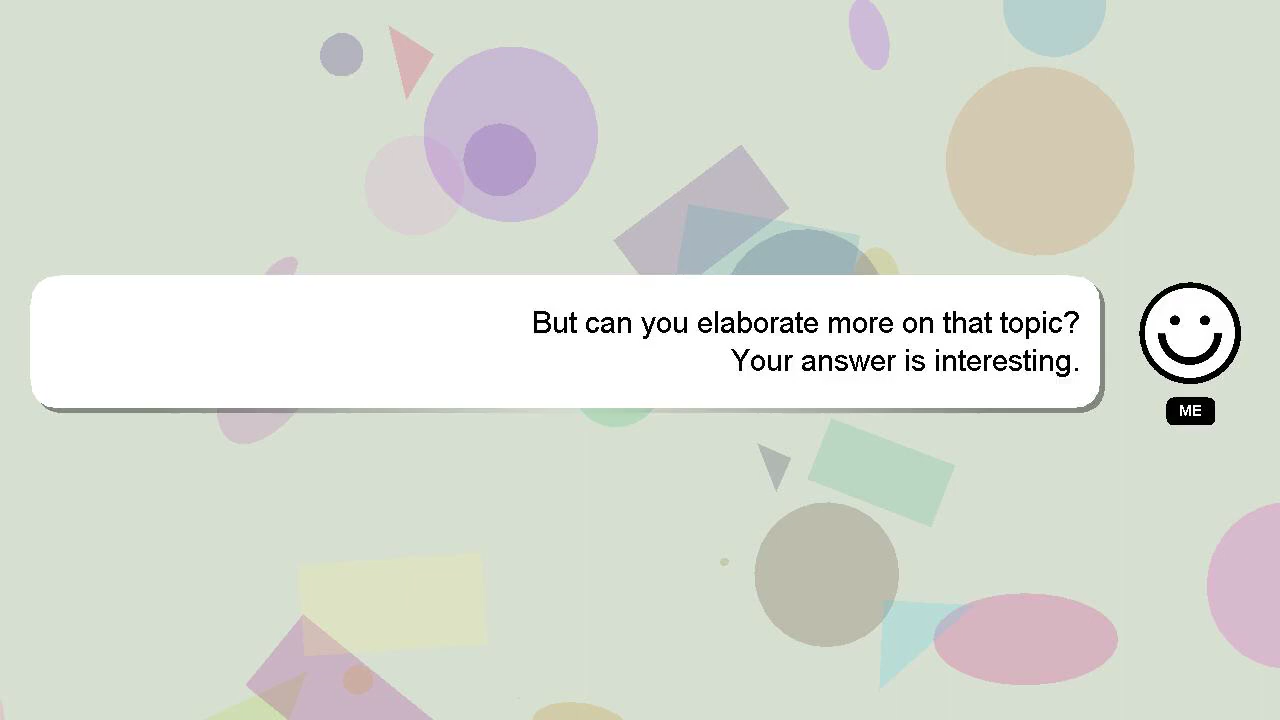 But can you elaborate more on that topic?
Your answer is interesting.
ME